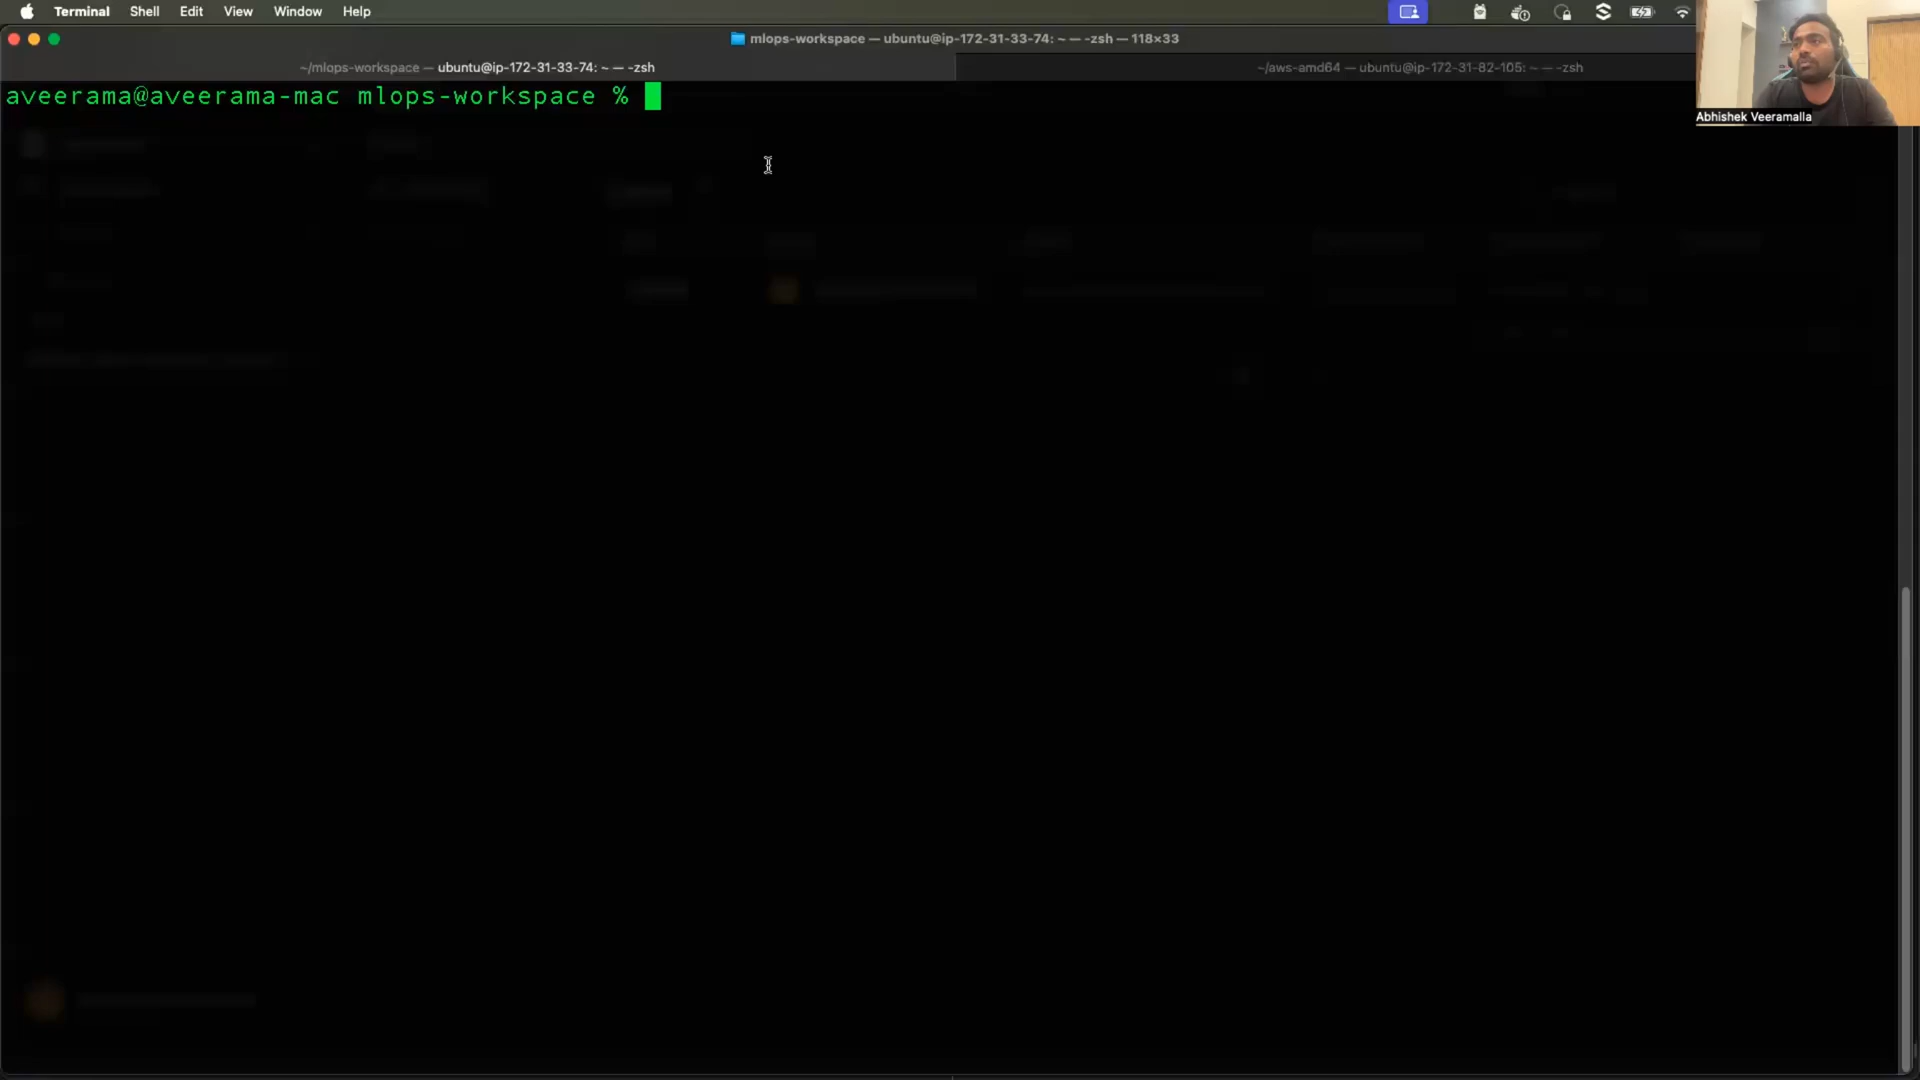 Terminal Shell Edit View Window Help
mlops-workspace — ubuntu@ip-172-31-33-74: ~ — -zsh — 118×33
~/mlops-workspace — ubuntu@ip-172-31-33-74: ~ — -zsh
~/aws-amd64 — ubuntu@ip-172-31-82-105: ~ — -zsh
aveerama@aveerama-mac mlops-workspace %
Abhishek Veeramalla